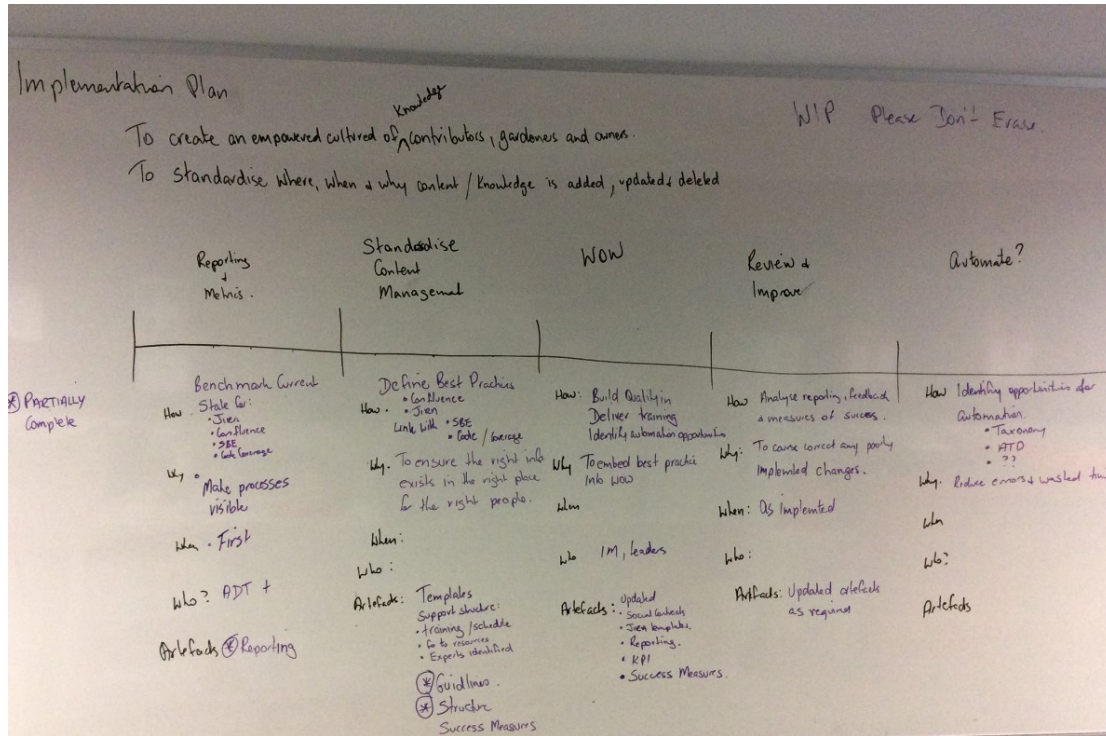 Implementation Plan
WIP Please Don't Erase
Knowledge
To create an empowered cultured of contributors, gardeners and owners.
To Standardise Where, When & why content / Knowledge is added, updated & deleted
Reporting
+
Metrics.
Standardise
Content
Management
WOW
Review &
Improve
Automate?
* PARTIALLY
Complete
Benchmark Current
How. State for:
• Jira
• Confluence
• SBE
• Code Coverage
Why • Make processes
visible
When • First
Who? ADT +
Artefacts * Reporting
Define Best Practices
How. • Confluence
• Jira
Link with • SBE
• Code / Coverage
Why. To ensure the right info
exists in the right place
for the right people.
When:
Who:
Artefacts: Templates
Support structure:
• training / schedule
• Go to resources
• Experts identified
* Guidlines.
* Structure
Success Measures
How: Build Quality in
Deliver training
Identify automation opportunities
Why To embed best practice
into WOW
When
Who IM, leaders
Artefacts: Updated
• Social Contracts
• Jira templates.
• Reporting.
• KPI
• Success Measures.
How Analyse reporting, feedback
& measures of success.
Why: To course correct any poorly
implemted changes.
When: As implemted
Who:
Artifacts: Updated artefacts
as required
How Identify opportunities for
automation.
• Taxonomy
• ATD
• ??
Why. Reduce errors & wasted time
When
Who?
Artefacts